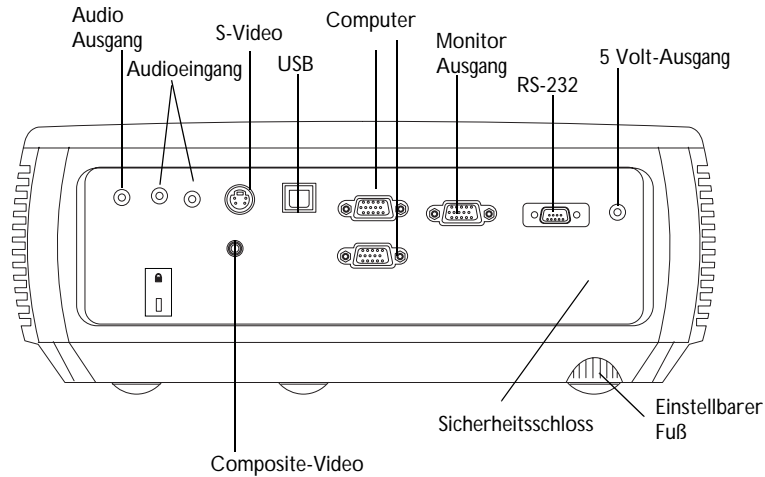 Audio
Ausgang
S-Video
Computer
Audioeingang
USB
Monitor
Ausgang
5 Volt-Ausgang
RS-232
Sicherheitsschloss
Einstellbarer
Fuß
Composite-Video